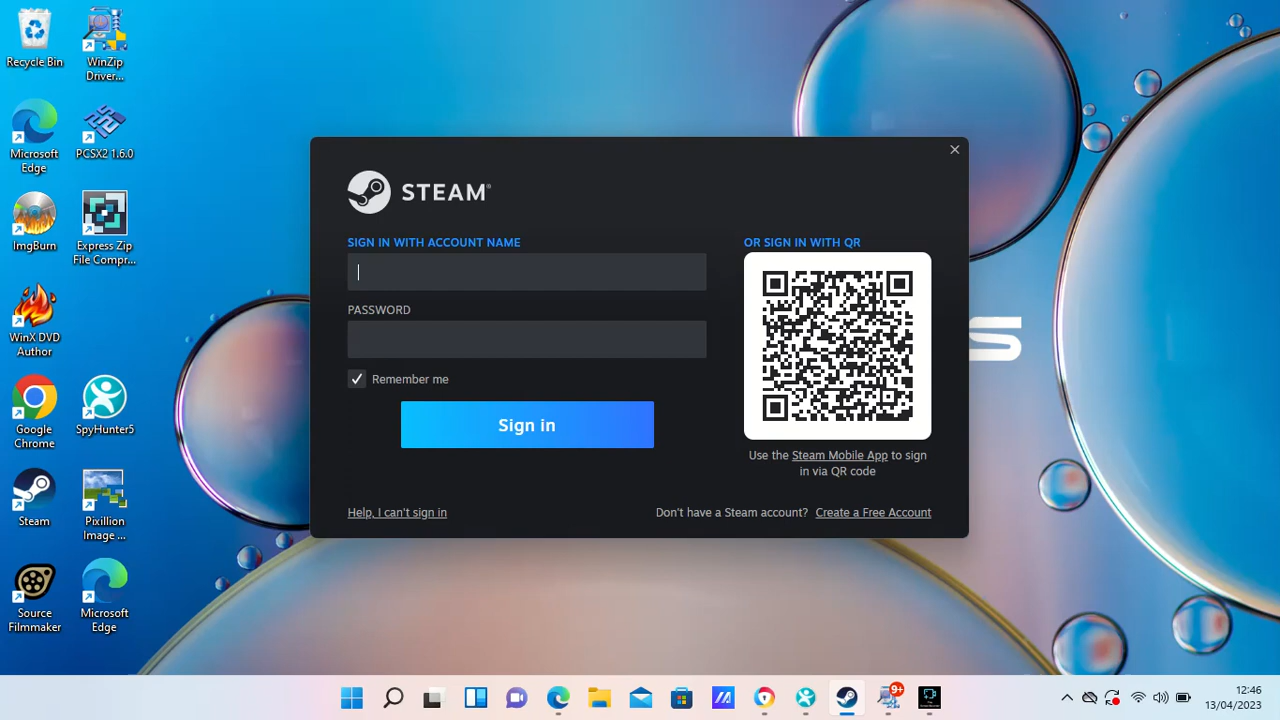 Recycle Bin
WinZip
Driver...
Microsoft
Edge
PCSX2 1.6.0
ImgBurn
Express Zip
File Compr...
WinX DVD
Author
Google
Chrome
SpyHunter5
Steam
Pixillion
Image ...
Source
Filmmaker
Microsoft
Edge
STEAM®
SIGN IN WITH ACCOUNT NAME
PASSWORD
Remember me
Sign in
Help, I can't sign in
OR SIGN IN WITH QR
Use the Steam Mobile App to sign
in via QR code
Don't have a Steam account? Create a Free Account
S
9+
12:46
13/04/2023